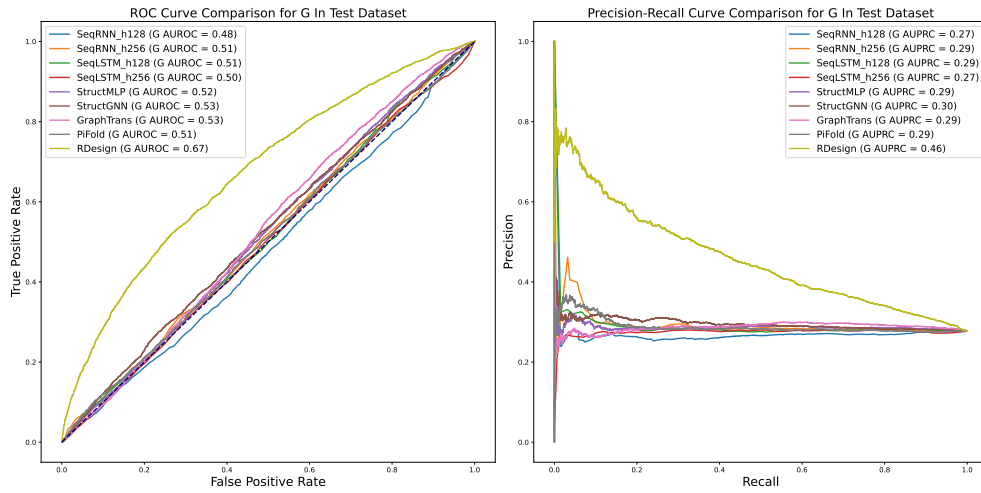 ROC Curve Comparison for G In Test Dataset
SeqRNN_h128 (G AUROC = 0.48)
SeqRNN_h256 (G AUROC = 0.51)
SeqLSTM_h128 (G AUROC = 0.51)
SeqLSTM_h256 (G AUROC = 0.50)
StructMLP (G AUROC = 0.52)
StructGNN (G AUROC = 0.53)
GraphTrans (G AUROC = 0.53)
PiFold (G AUROC = 0.51)
RDesign (G AUROC = 0.67)
True Positive Rate
1.0
0.8
0.6
0.4
0.2
0.0
0.0 0.2 0.4 0.6 0.8 1.0
False Positive Rate
Precision-Recall Curve Comparison for G In Test Dataset
SeqRNN_h128 (G AUPRC = 0.27)
SeqRNN_h256 (G AUPRC = 0.29)
SeqLSTM_h128 (G AUPRC = 0.29)
SeqLSTM_h256 (G AUPRC = 0.27)
StructMLP (G AUPRC = 0.29)
StructGNN (G AUPRC = 0.30)
GraphTrans (G AUPRC = 0.29)
PiFold (G AUPRC = 0.29)
RDesign (G AUPRC = 0.46)
Precision
1.0
0.8
0.6
0.4
0.2
0.0
0.0 0.2 0.4 0.6 0.8 1.0
Recall